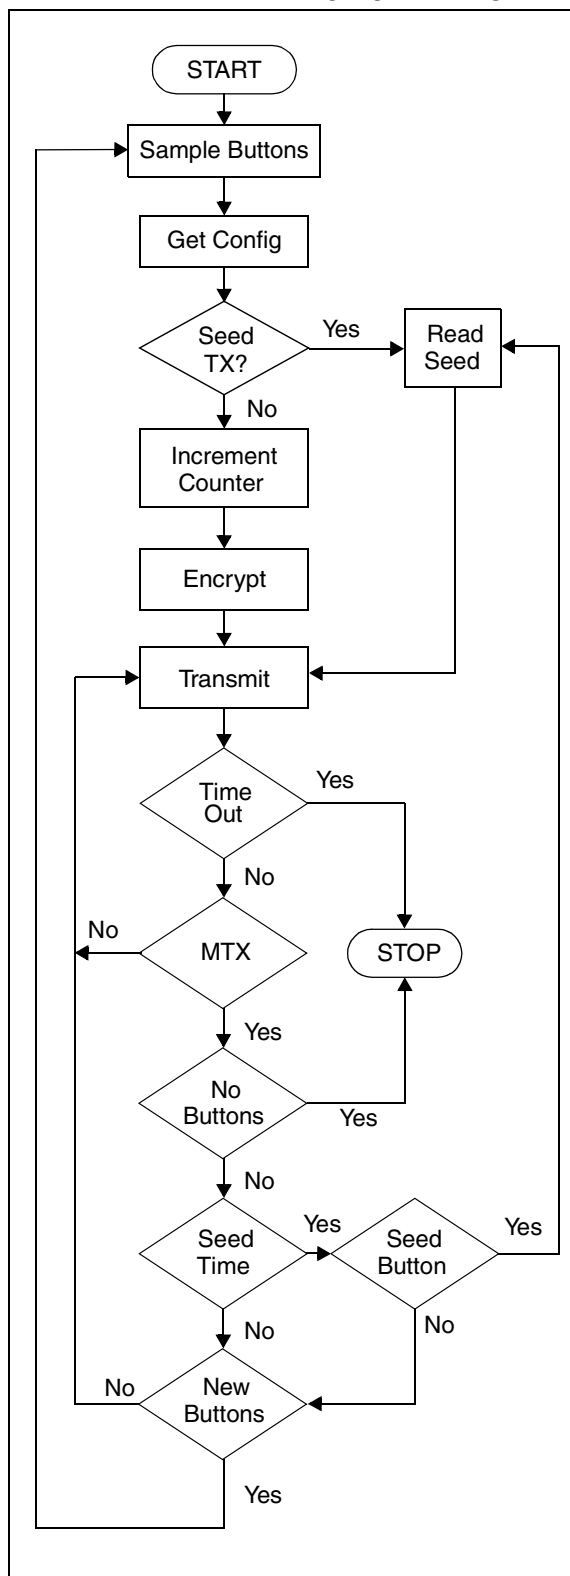 START
Sample Buttons
Get Config
Seed
TX?
Yes
Read
Seed
No
Increment
Counter
Encrypt
Transmit
Time
Out
Yes
No
MTX
No
STOP
Yes
No
Buttons
Yes
No
Seed
Time
Yes
Seed
Button
Yes
No
No
New
Buttons
No
Yes